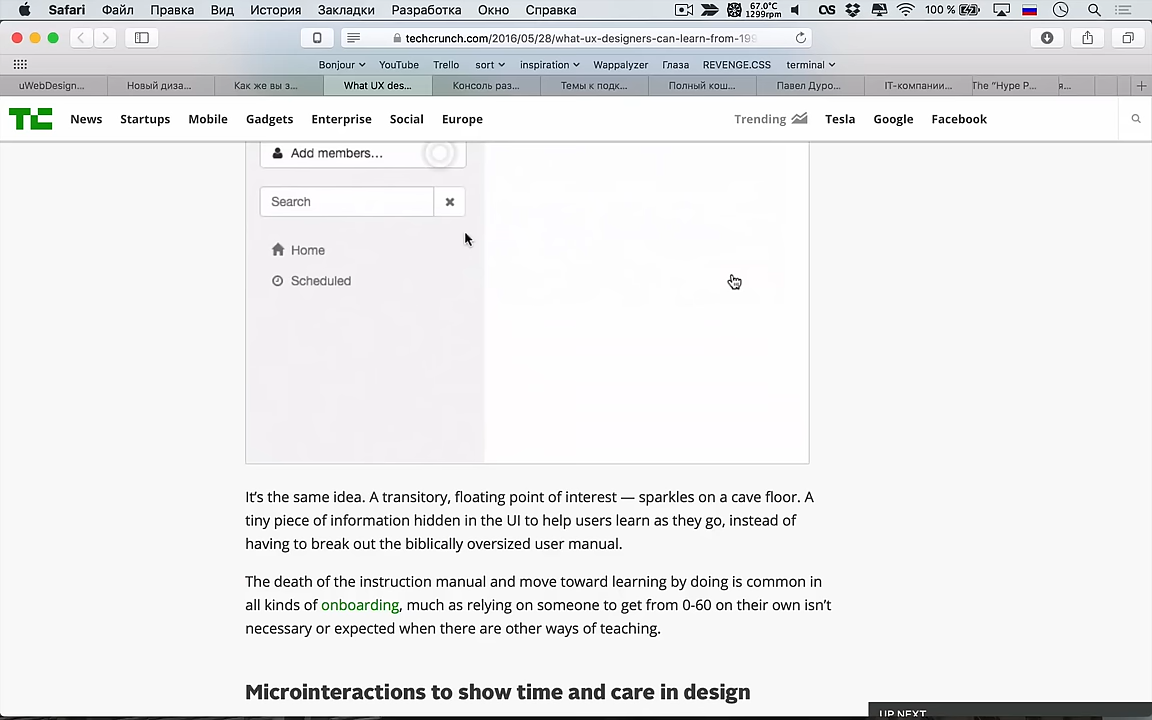 Safari Файл Правка Вид История Закладки Разработка Окно Справка 67.0°C 1299rpm 100 %
techcrunch.com/2016/05/28/what-ux-designers-can-learn-from-199
Bonjour YouTube Trello sort inspiration Wappalyzer Глаза REVENGE.CSS terminal
uWebDesign... Новый диза... Как же вы з... What UX des... Консоль раз... Темы к подк... Полный кош... Павел Дуро... IT-компании... The "Hype P... я...
TC News Startups Mobile Gadgets Enterprise Social Europe Trending Tesla Google Facebook
Add members...
Search
Home
Scheduled
It's the same idea. A transitory, floating point of interest — sparkles on a cave floor. A
tiny piece of information hidden in the UI to help users learn as they go, instead of
having to break out the biblically oversized user manual.
The death of the instruction manual and move toward learning by doing is common in
all kinds of onboarding, much as relying on someone to get from 0-60 on their own isn't
necessary or expected when there are other ways of teaching.
Microinteractions to show time and care in design
UP NEXT